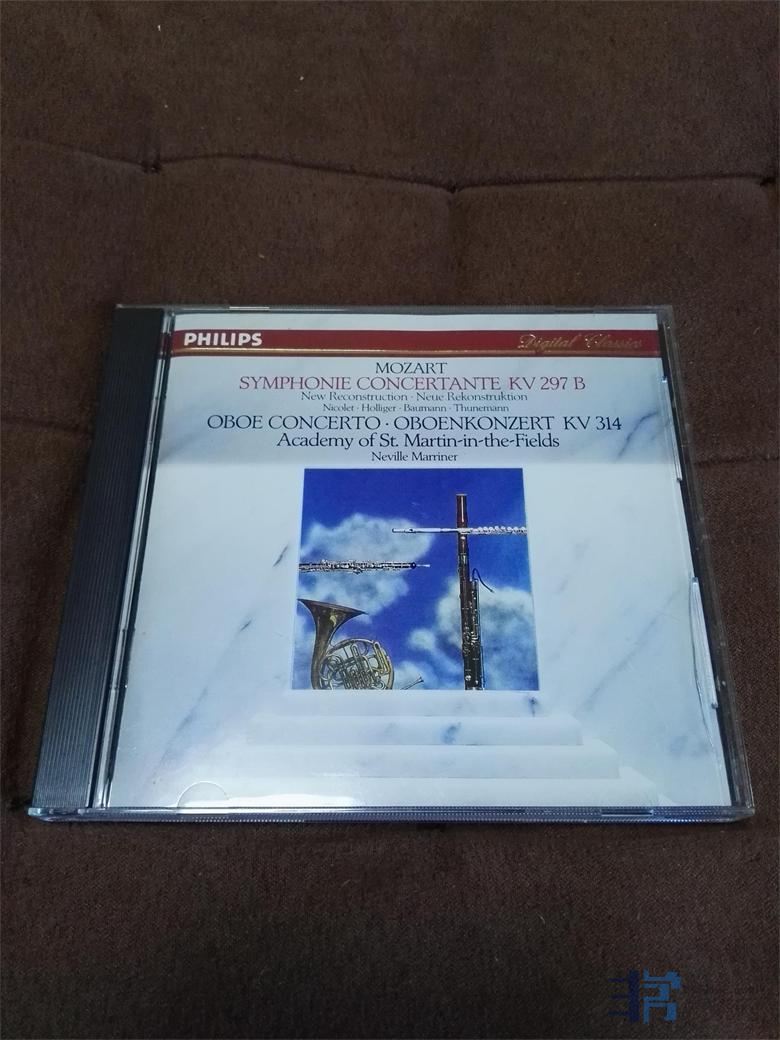 PHILIPS
Digital Classics
MOZART
SYMPHONIE CONCERTANTE KV 297 B
New Reconstruction · Neue Rekonstruktion
Nicolet · Holliger · Baumann · Thunemann
OBOE CONCERTO · OBOENKONZERT KV 314
Academy of St. Martin-in-the-Fields
Neville Marriner